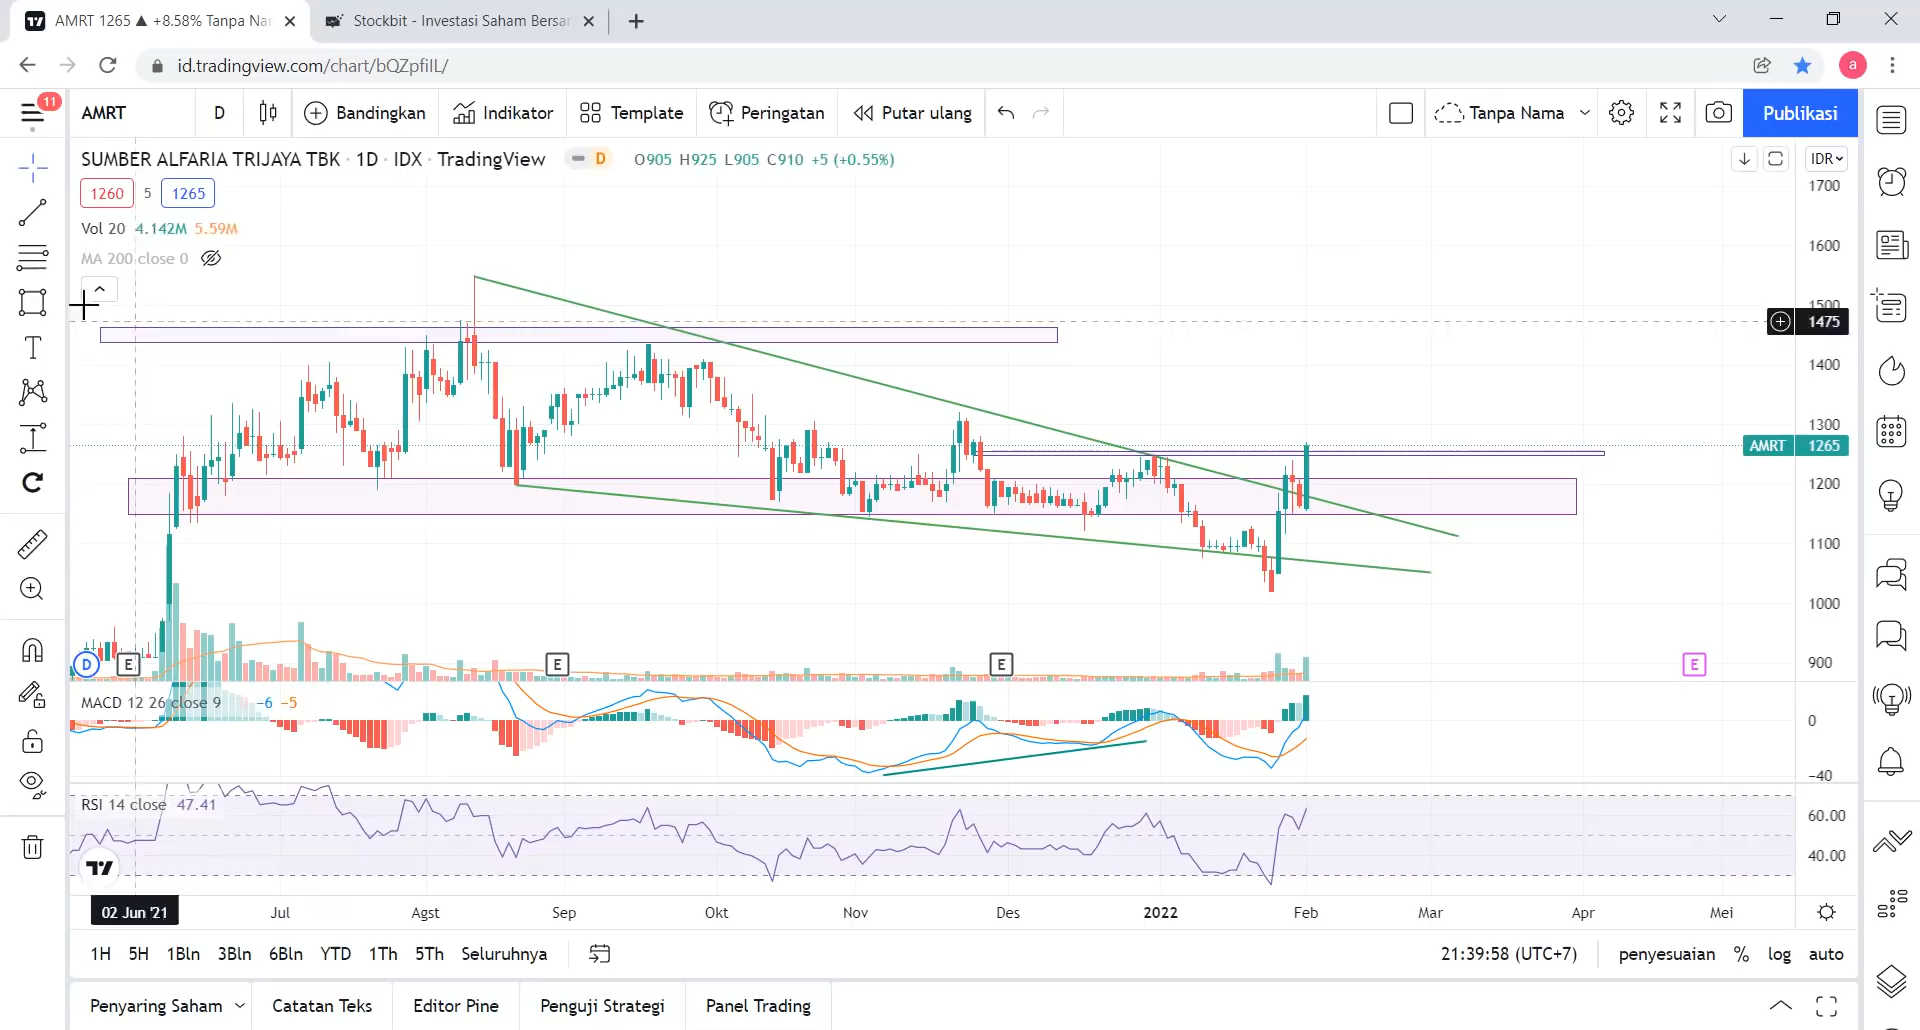 AMRT 1265 ▲ +8.58% Tanpa Nar
Stockbit - Investasi Saham Bersar
id.tradingview.com/chart/bQZpfiIL/
a
11
AMRT D Bandingkan Indikator Template Peringatan Putar ulang Tanpa Nama Publikasi
SUMBER ALFARIA TRIJAYA TBK · 1D · IDX · TradingView D O905 H925 L905 C910 +5 (+0.55%) IDR
1260 5 1265
Vol 20 4.142M 5.59M
MA 200 close 0
1700
1600
1500
1475
1400
1300
AMRT 1265
1200
1100
1000
900
D E E E E
MACD 12 26 close 9 −6 −5
0
−40
RSI 14 close 47.41
60.00
40.00
02 Jun '21 Jul Agst Sep Okt Nov Des 2022 Feb Mar Apr Mei
1H 5H 1Bln 3Bln 6Bln YTD 1Th 5Th Seluruhnya 21:39:58 (UTC+7) penyesuaian % log auto
Penyaring Saham Catatan Teks Editor Pine Penguji Strategi Panel Trading